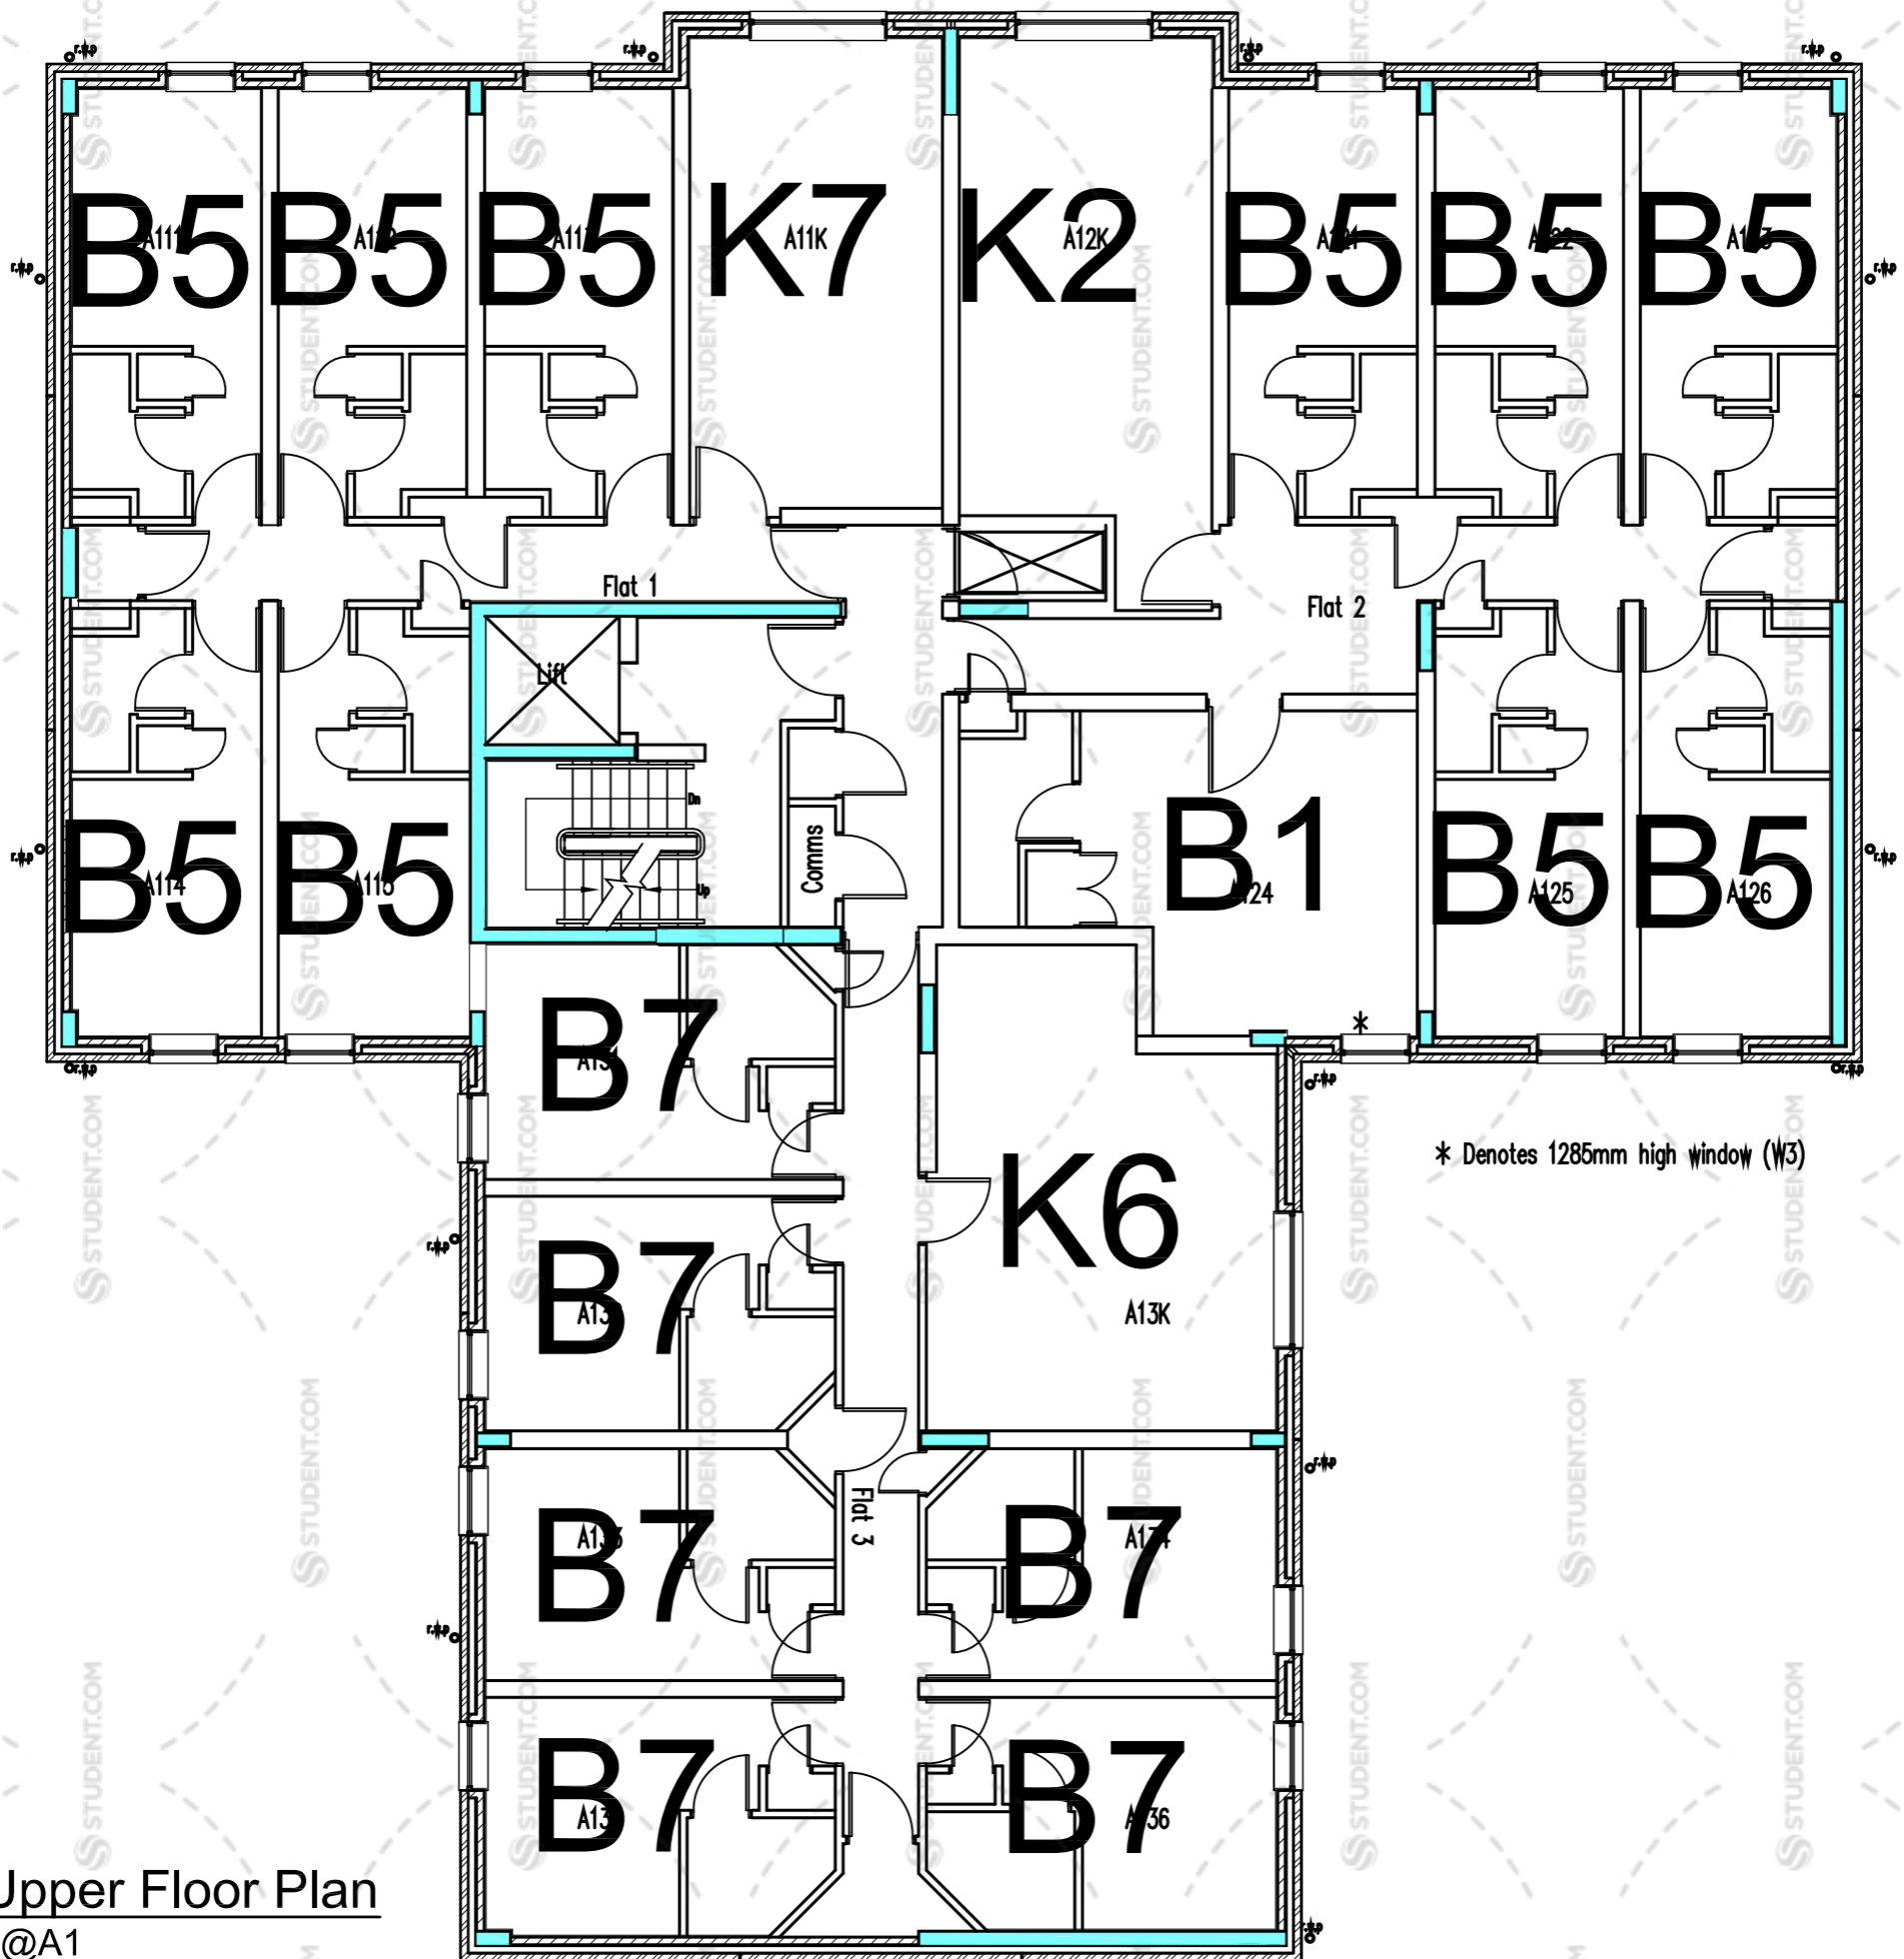 r.w.p r.w.p r.w.p r.w.p
B5 B5 B5 K7 K2 B5 B5 B5
A11K A12K
r.w.p r.w.p
Flat 1
Flat 2
Lift
Dn
Comms
Up
B5 B5 B1 B5 B5
A114 A115 A124 A125 A126
r.w.p r.w.p
*
r.w.p r.w.p r.w.p
B7
* Denotes 1285mm high window (W3)
K6
r.w.p
B7
A13K
r.w.p
Flat 3
B7 B7
r.w.p
B7 B7
A136
Upper Floor Plan
@A1
r.w.p
STUDENT.COM